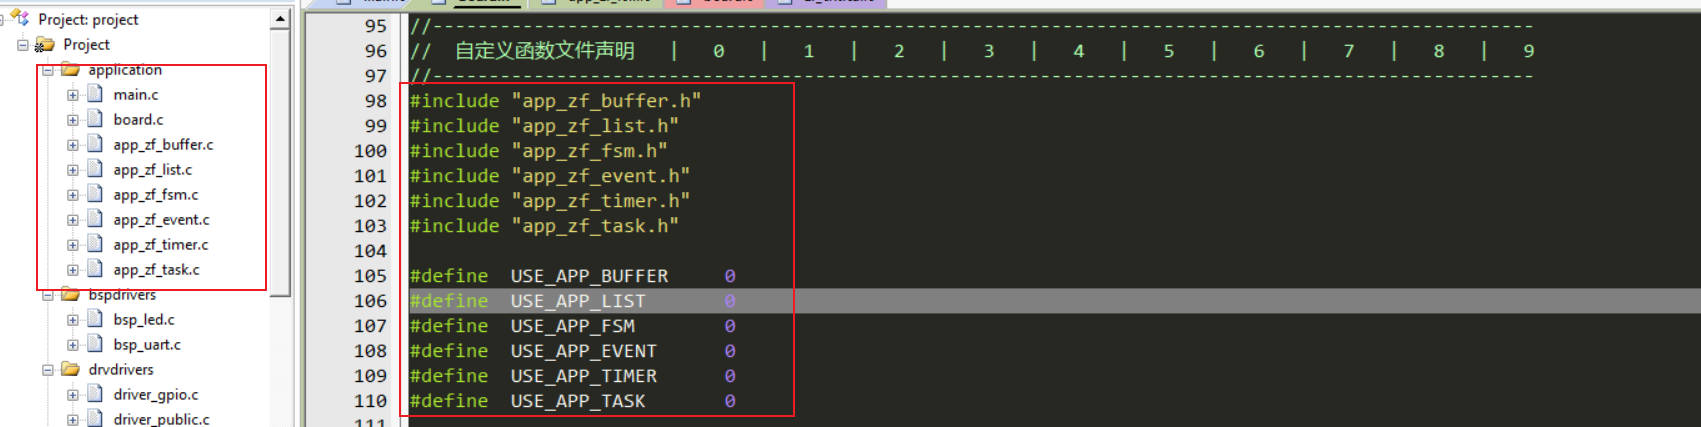 Project: project
Project
application
main.c
board.c
app_zf_buffer.c
app_zf_list.c
app_zf_fsm.c
app_zf_event.c
app_zf_timer.c
app_zf_task.c
bspdrivers
bsp_led.c
bsp_uart.c
drvdrivers
driver_gpio.c
driver_public.c
95 //--------------------------------------------------------------------------------------------------
96 // 自定义函数文件声明 | 0 | 1 | 2 | 3 | 4 | 5 | 6 | 7 | 8 | 9
97 //--------------------------------------------------------------------------------------------------
98 #include "app_zf_buffer.h"
99 #include "app_zf_list.h"
100 #include "app_zf_fsm.h"
101 #include "app_zf_event.h"
102 #include "app_zf_timer.h"
103 #include "app_zf_task.h"
104
105 #define USE_APP_BUFFER 0
106 #define USE_APP_LIST 0
107 #define USE_APP_FSM 0
108 #define USE_APP_EVENT 0
109 #define USE_APP_TIMER 0
110 #define USE_APP_TASK 0
111